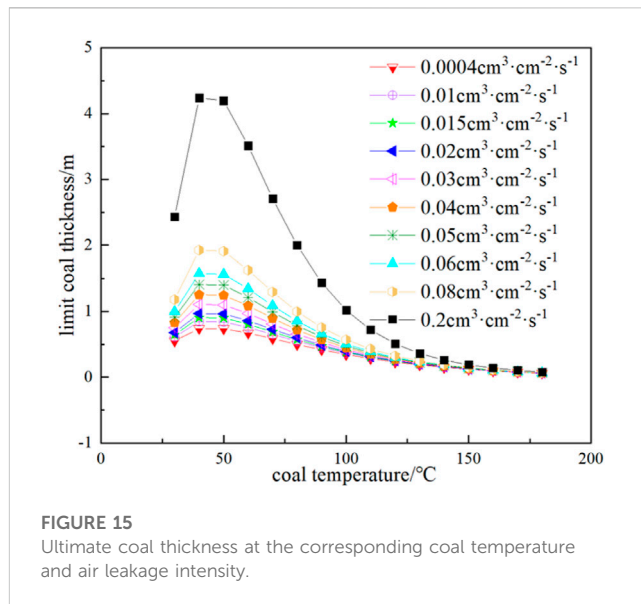 5
4
3
2
1
0
-1
limit coal thickness/m
0.0004cm³·cm⁻²·s⁻¹
0.01cm³·cm⁻²·s⁻¹
0.015cm³·cm⁻²·s⁻¹
0.02cm³·cm⁻²·s⁻¹
0.03cm³·cm⁻²·s⁻¹
0.04cm³·cm⁻²·s⁻¹
0.05cm³·cm⁻²·s⁻¹
0.06cm³·cm⁻²·s⁻¹
0.08cm³·cm⁻²·s⁻¹
0.2cm³·cm⁻²·s⁻¹
0 50 100 150 200
coal temperature/℃
FIGURE 15
Ultimate coal thickness at the corresponding coal temperature
and air leakage intensity.